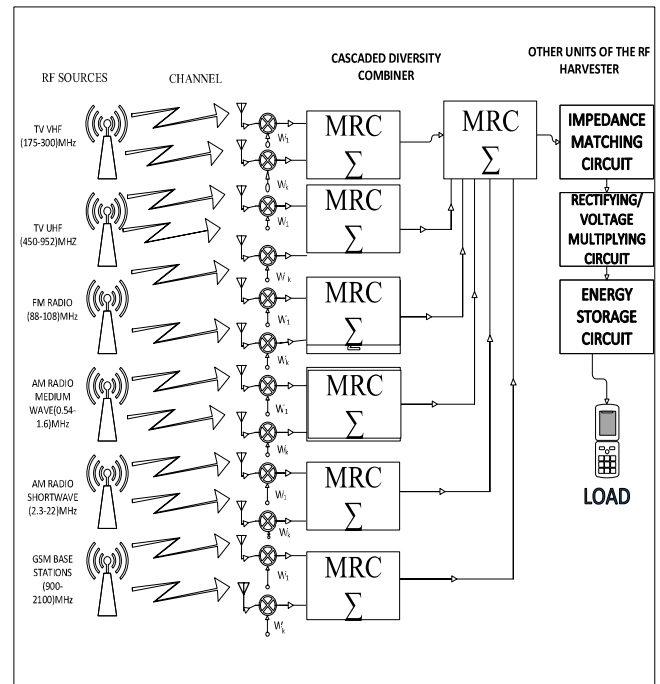 RF SOURCES
CHANNEL
CASCADED DIVERSITY
COMBINER
OTHER UNITS OF THE RF
HARVESTER
TV VHF
(175-300)MHz
W1
Wk
MRC
Σ
MRC
Σ
IMPEDANCE
MATCHING
CIRCUIT
TV UHF
(450-952)MHZ
W1
Wk
MRC
Σ
RECTIFYING/
VOLTAGE
MULTIPLYING
CIRCUIT
FM RADIO
(88-108)MHz
W1
Wk
MRC
Σ
ENERGY
STORAGE
CIRCUIT
AM RADIO
MEDIUM
WAVE(0.54-
1.6)MHz
W1
Wk
MRC
Σ
LOAD
AM RADIO
SHORTWAVE
(2.3-22)MHz
W1
Wk
MRC
Σ
GSM BASE
STATIONS
(900-
2100)MHz
W1
Wk
MRC
Σ